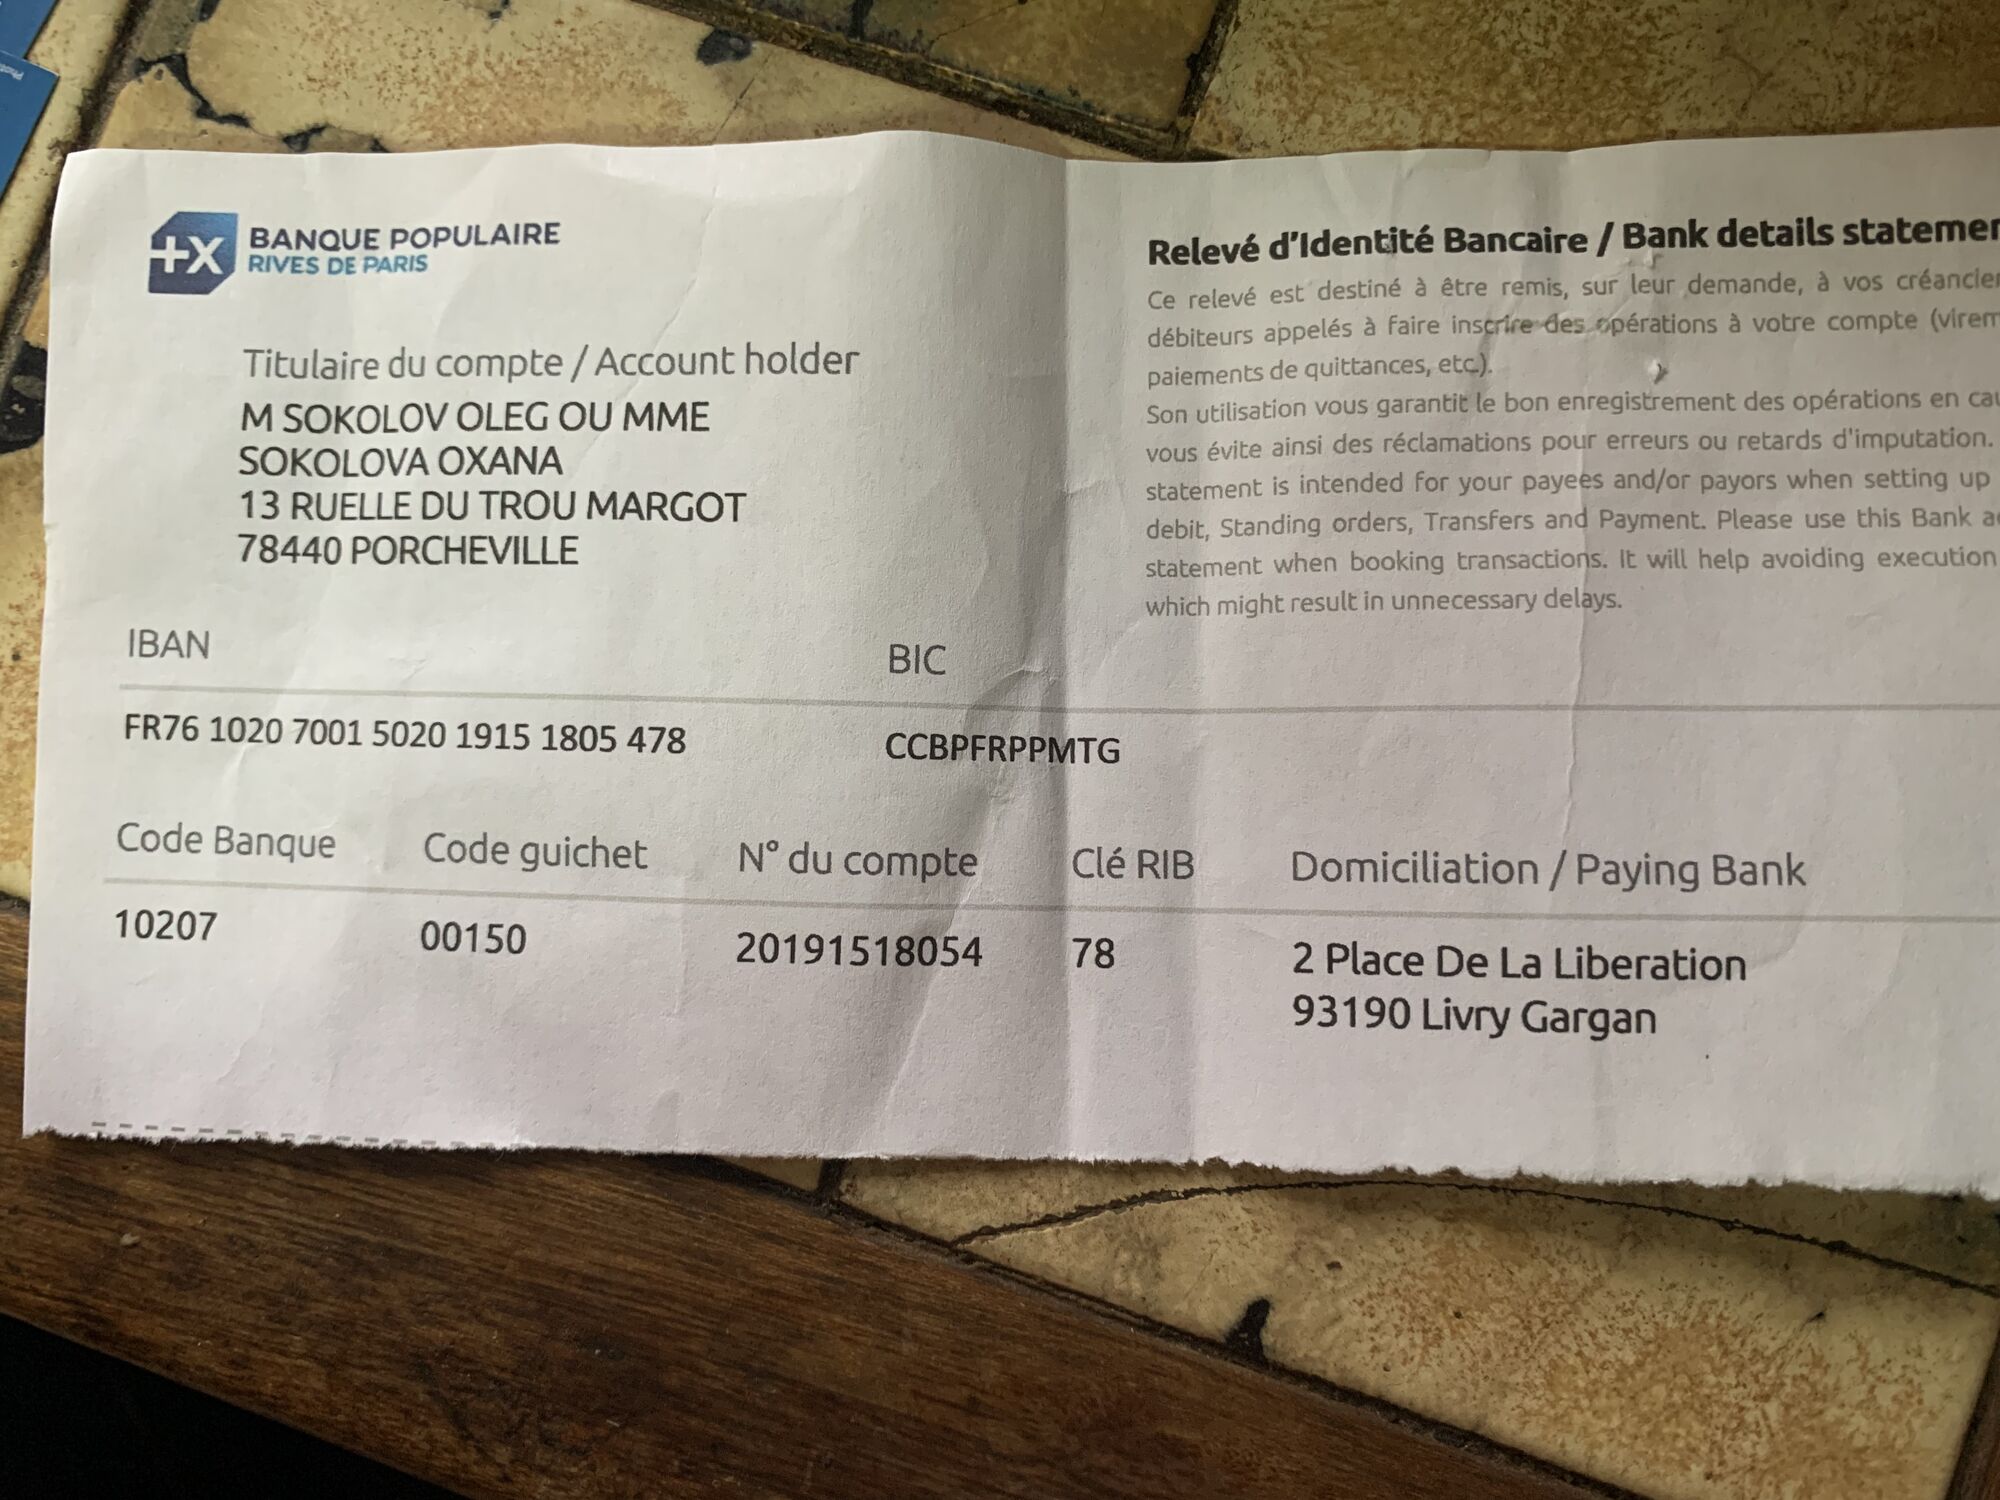 BANQUE POPULAIRE
RIVES DE PARIS
Titulaire du compte / Account holder
M SOKOLOV OLEG OU MME
SOKOLOVA OXANA
13 RUELLE DU TROU MARGOT
78440 PORCHEVILLE
Relevé d'Identité Bancaire / Bank details
Ce relevé est destiné à être remis, sur leur demande, à vos
débiteurs appelés à faire inscrire des opérations à votre compte
paiements de quittances, etc.).
Son utilisation vous garantit le bon enregistrement des opérations en
vous évite ainsi des réclamations pour erreurs ou retards d'imputation.
statement is intended for your payees and/or payors when setting up
debit, Standing orders, Transfers and Payment. Please use this Bank
statement when booking transactions. It will help avoiding execution
which might result in unnecessary delays.
IBAN BIC
FR76 1020 7001 5020 1915 1805 478 CCBPFRPPMTG
Code Banque Code guichet N° du compte Clé RIB Domiciliation / Paying Bank
10207 00150 20191518054 78 2 Place De La Liberation
93190 Livry Gargan